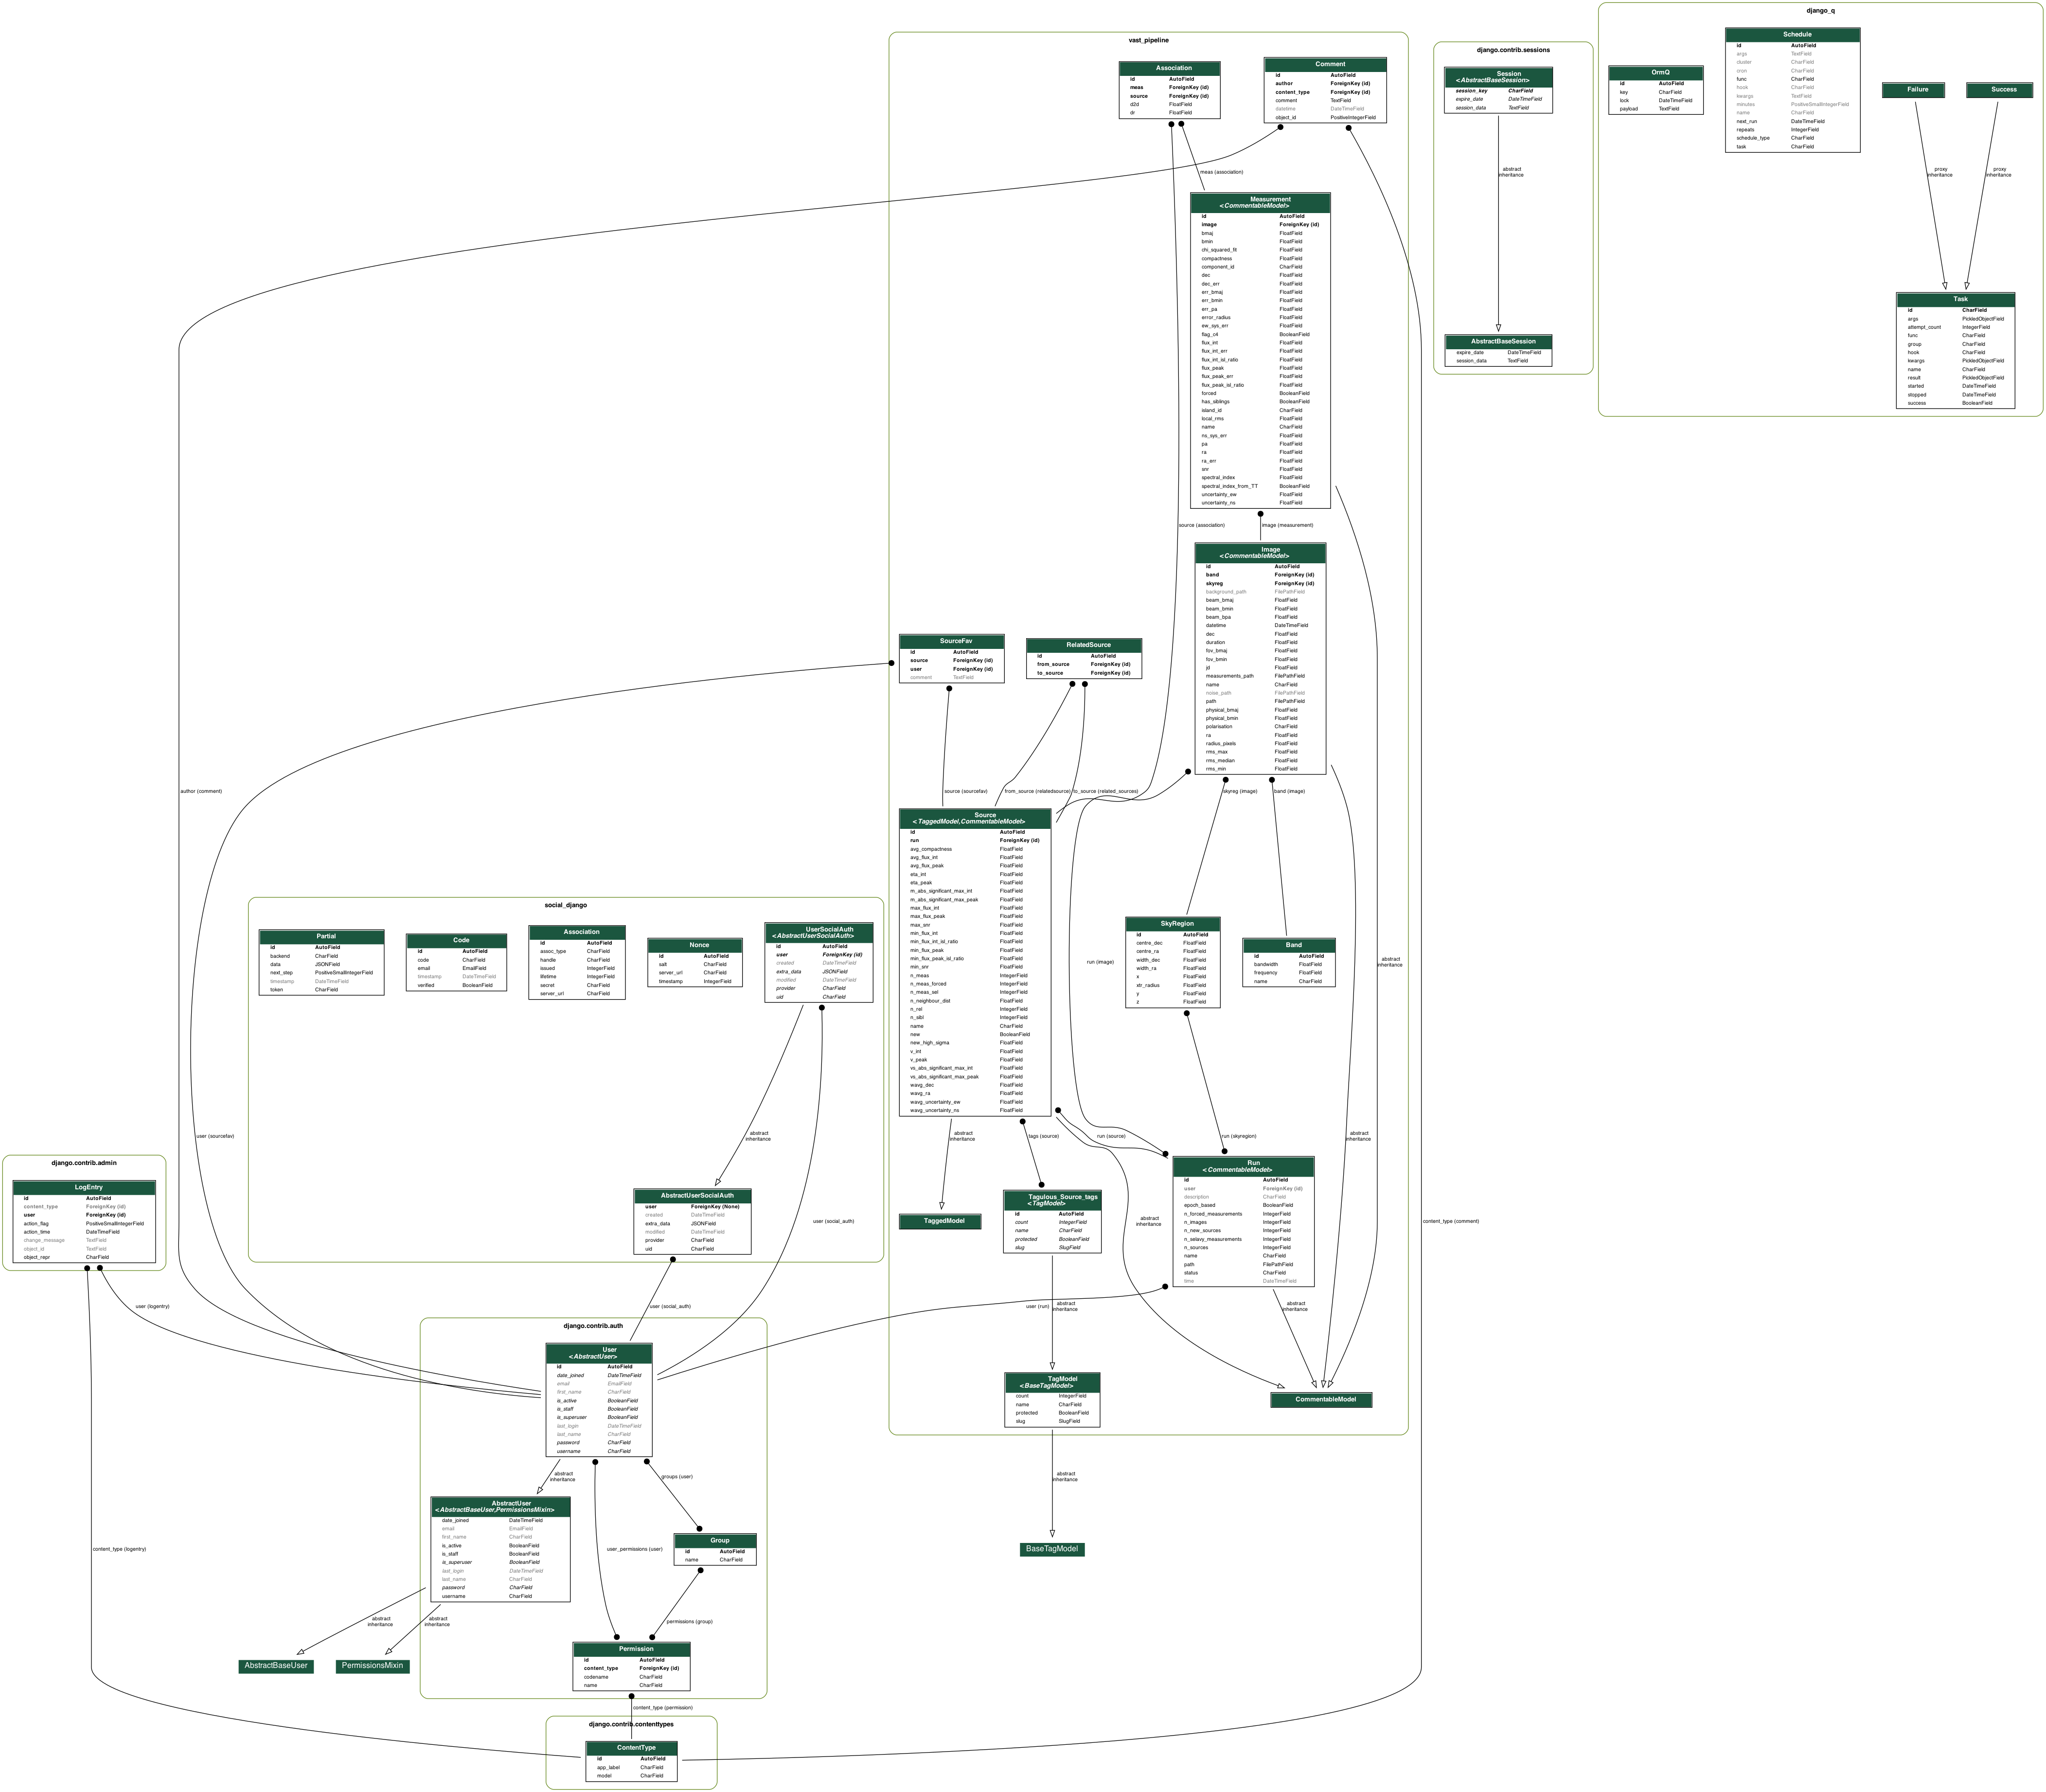 django_q
Schedule
id AutoField
args TextField
cluster CharField
cron CharField
func CharField
hook CharField
kwargs TextField
minutes PositiveSmallIntegerField
name CharField
next_run DateTimeField
repeats IntegerField
schedule_type CharField
task CharField
OrmQ
id AutoField
key CharField
lock DateTimeField
payload TextField
Failure
Success
proxy
inheritance
proxy
inheritance
Task
id CharField
args PickledObjectField
attempt_count IntegerField
func CharField
group CharField
hook CharField
kwargs PickledObjectField
name CharField
result PickledObjectField
started DateTimeField
stopped DateTimeField
success BooleanField
django.contrib.sessions
Session
<AbstractBaseSession>
session_key CharField
expire_date DateTimeField
session_data TextField
abstract
inheritance
AbstractBaseSession
expire_date DateTimeField
session_data TextField
vast_pipeline
Association
id AutoField
meas ForeignKey (id)
source ForeignKey (id)
d2d FloatField
dr FloatField
Comment
id AutoField
author ForeignKey (id)
content_type ForeignKey (id)
comment TextField
datetime DateTimeField
object_id PositiveIntegerField
meas (association)
Measurement
<CommentableModel>
id AutoField
image ForeignKey (id)
bmaj FloatField
bmin FloatField
chi_squared_fit FloatField
compactness FloatField
component_id CharField
dec FloatField
dec_err FloatField
err_bmaj FloatField
err_bmin FloatField
err_pa FloatField
error_radius FloatField
ew_sys_err FloatField
flag_c4 BooleanField
flux_int FloatField
flux_int_err FloatField
flux_int_isl_ratio FloatField
flux_peak FloatField
flux_peak_err FloatField
flux_peak_isl_ratio FloatField
forced BooleanField
has_siblings BooleanField
island_id CharField
local_rms FloatField
name CharField
ns_sys_err FloatField
pa FloatField
ra FloatField
ra_err FloatField
snr FloatField
spectral_index FloatField
spectral_index_from_TT BooleanField
uncertainty_ew FloatField
uncertainty_ns FloatField
source (association)
image (measurement)
Image
<CommentableModel>
id AutoField
band ForeignKey (id)
skyreg ForeignKey (id)
background_path FilePathField
beam_bmaj FloatField
beam_bmin FloatField
beam_bpa FloatField
datetime DateTimeField
dec FloatField
duration FloatField
fov_bmaj FloatField
fov_bmin FloatField
jd FloatField
measurements_path FilePathField
name CharField
noise_path FilePathField
path FilePathField
physical_bmaj FloatField
physical_bmin FloatField
polarisation CharField
ra FloatField
radius_pixels FloatField
rms_max FloatField
rms_median FloatField
rms_min FloatField
SourceFav
id AutoField
source ForeignKey (id)
user ForeignKey (id)
comment TextField
RelatedSource
id AutoField
from_source ForeignKey (id)
to_source ForeignKey (id)
author (comment)
source (sourcefav)
from_source (relatedsource)
to_source (related_sources)
skyreg (image)
band (image)
Source
<TaggedModel,CommentableModel>
id AutoField
run ForeignKey (id)
avg_compactness FloatField
avg_flux_int FloatField
avg_flux_peak FloatField
eta_int FloatField
eta_peak FloatField
m_abs_significant_max_int FloatField
m_abs_significant_max_peak FloatField
max_flux_int FloatField
max_flux_peak FloatField
max_snr FloatField
min_flux_int FloatField
min_flux_int_isl_ratio FloatField
min_flux_peak FloatField
min_flux_peak_isl_ratio FloatField
min_snr FloatField
n_meas IntegerField
n_meas_forced IntegerField
n_meas_sel IntegerField
n_neighbour_dist FloatField
n_rel IntegerField
n_sibl IntegerField
name CharField
new BooleanField
new_high_sigma FloatField
v_int FloatField
v_peak FloatField
vs_abs_significant_max_int FloatField
vs_abs_significant_max_peak FloatField
wavg_dec FloatField
wavg_ra FloatField
wavg_uncertainty_ew FloatField
wavg_uncertainty_ns FloatField
run (image)
SkyRegion
id AutoField
centre_dec FloatField
centre_ra FloatField
width_dec FloatField
width_ra FloatField
x FloatField
xtr_radius FloatField
y FloatField
z FloatField
Band
id AutoField
bandwidth FloatField
frequency FloatField
name CharField
abstract
inheritance
social_django
Partial
id AutoField
backend CharField
data JSONField
next_step PositiveSmallIntegerField
timestamp DateTimeField
token CharField
Code
id AutoField
code CharField
email EmailField
timestamp DateTimeField
verified BooleanField
Association
id AutoField
assoc_type CharField
handle CharField
issued IntegerField
lifetime IntegerField
secret CharField
server_url CharField
Nonce
id AutoField
salt CharField
server_url CharField
timestamp IntegerField
UserSocialAuth
<AbstractUserSocialAuth>
id AutoField
user ForeignKey (id)
created DateTimeField
extra_data JSONField
modified DateTimeField
provider CharField
uid CharField
user (sourcefav)
abstract
inheritance
abstract
inheritance
tags (source)
run (source)
run (skyregion)
abstract
inheritance
django.contrib.admin
LogEntry
id AutoField
content_type ForeignKey (id)
user ForeignKey (id)
action_flag PositiveSmallIntegerField
action_time DateTimeField
change_message TextField
object_id TextField
object_repr CharField
AbstractUserSocialAuth
user ForeignKey (None)
created DateTimeField
extra_data JSONField
modified DateTimeField
provider CharField
uid CharField
user (social_auth)
TaggedModel
Tagulous_Source_tags
<TagModel>
id AutoField
count IntegerField
name CharField
protected BooleanField
slug SlugField
abstract
inheritance
Run
<CommentableModel>
id AutoField
user ForeignKey (id)
description CharField
epoch_based BooleanField
n_forced_measurements IntegerField
n_images IntegerField
n_new_sources IntegerField
n_selavy_measurements IntegerField
n_sources IntegerField
name CharField
path FilePathField
status CharField
time DateTimeField
content_type (comment)
user (logentry)
user (social_auth)
user (run)
abstract
inheritance
abstract
inheritance
django.contrib.auth
User
<AbstractUser>
id AutoField
date_joined DateTimeField
email EmailField
first_name CharField
is_active BooleanField
is_staff BooleanField
is_superuser BooleanField
last_login DateTimeField
last_name CharField
password CharField
username CharField
TagModel
<BaseTagModel>
count IntegerField
name CharField
protected BooleanField
slug SlugField
CommentableModel
abstract
inheritance
groups (user)
abstract
inheritance
AbstractUser
<AbstractBaseUser,PermissionsMixin>
date_joined DateTimeField
email EmailField
first_name CharField
is_active BooleanField
is_staff BooleanField
is_superuser BooleanField
last_login DateTimeField
last_name CharField
password CharField
username CharField
content_type (logentry)
user_permissions (user)
Group
id AutoField
name CharField
BaseTagModel
abstract
inheritance
abstract
inheritance
permissions (group)
AbstractBaseUser
PermissionsMixin
Permission
id AutoField
content_type ForeignKey (id)
codename CharField
name CharField
content_type (permission)
django.contrib.contenttypes
ContentType
id AutoField
app_label CharField
model CharField